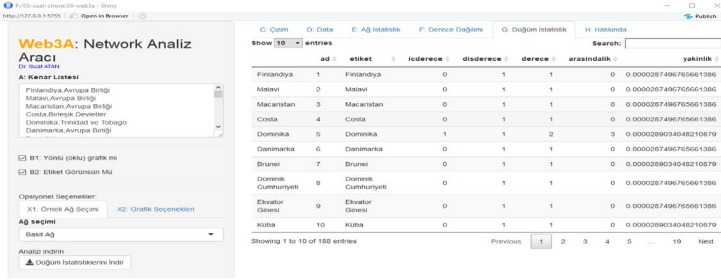 F:/05-suat-shore/26-web3a - Shiny
http://127.0.0.1:5755 | Open in Browser
Publish
Web3A: Network Analiz
Aracı
Dr. Suat ATAN
A: Kenar Listesi
Finlandiya,Avrupa Birliği
Malavi,Avrupa Birliği
Macaristan,Avrupa Birliği
Costa,Birleşik Devletler
Dominika,Trinidad ve Tobago
Danimarka,Avrupa Birliği
B1: Yönlü (oklu) grafik mi
B2: Etiket Görünsün Mü
Opsiyonel Seçenekler:
X1: Örnek Ağ Seçimi X2: Grafik Seçenekleri
Ağ seçimi
Basit Ağ
Analizi indirin
Düğüm İstatistiklerini İndir
C: Çizim D: Data E: Ağ İstatistik F: Derece Dağılımı G: Düğüm İstatistik H: Hakkında
Show 10 entries Search:
ad etiket icderece disderece derece arasindalik yakinlik
Finlandiya 1 Finlandiya 0 1 1 0 0.0000287496765661386
Malavi 2 Malavi 0 1 1 0 0.0000287496765661386
Macaristan 3 Macaristan 0 1 1 0 0.0000287496765661386
Costa 4 Costa 0 1 1 0 0.0000287496765661386
Dominika 5 Dominika 1 1 2 3 0.0000289034048210879
Danimarka 6 Danimarka 0 1 1 0 0.0000287496765661386
Brunei 7 Brunei 0 1 1 0 0.0000289034048210879
Dominik
Cumhuriyeti 8 Dominik
Cumhuriyeti 0 1 1 0 0.0000287496765661386
Ekvator
Ginesi 9 Ekvator
Ginesi 0 1 1 0 0.0000287496765661386
Küba 10 Küba 0 1 1 0 0.0000287496765661386
Showing 1 to 10 of 188 entries Previous 1 2 3 4 5 ... 19 Next